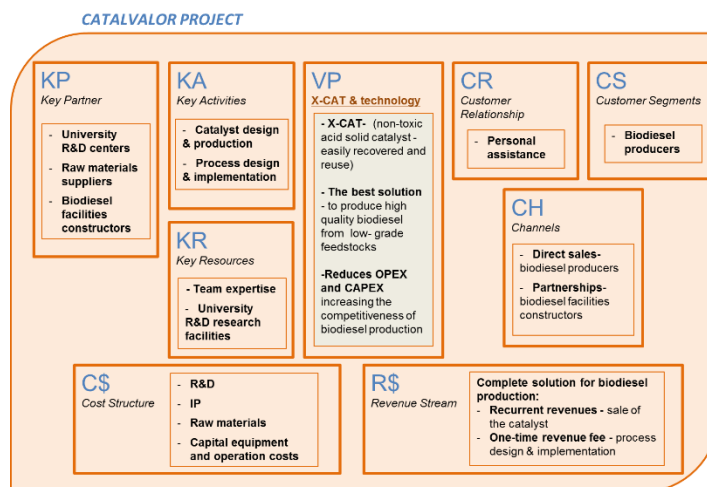 CATALVALOR PROJECT
KP
Key Partner
- University
R&D centers
- Raw materials
suppliers
- Biodiesel
facilities
constructors
KA
Key Activities
- Catalyst design
& production
- Process design &
implementation
KR
Key Resources
- Team expertise
- University
R&D research
facilities
VP
X-CAT & technology
- X-CAT- (non-toxic
acid solid catalyst -
easily recovered and
reuse)
- The best solution
- to produce high
quality biodiesel
from low- grade
feedstocks
-Reduces OPEX
and CAPEX
increasing the
competitiveness of
biodiesel production
CR
Customer
Relationship
- Personal
assistance
CS
Customer Segments
- Biodiesel
producers
CH
Channels
- Direct sales-
biodiesel producers
- Partnerships-
biodiesel facilities
constructors
C$
Cost Structure
- R&D
- IP
- Raw materials
- Capital equipment
and operation costs
R$
Revenue Stream
Complete solution for biodiesel
production:
- Recurrent revenues - sale of
the catalyst
- One-time revenue fee - process
design & implementation